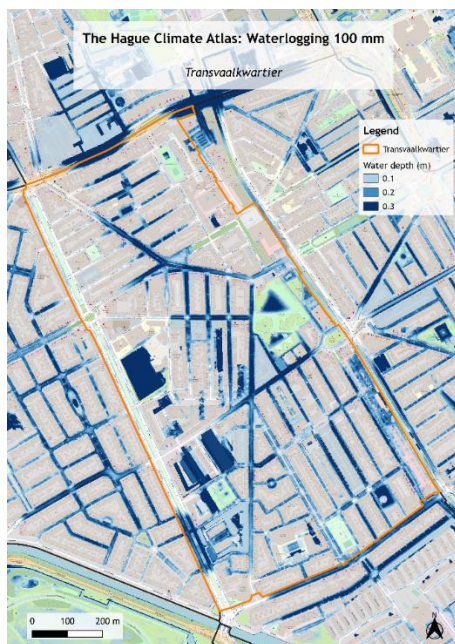 The Hague Climate Atlas: Waterlogging 100 mm
Transvaalkwartier
Legend
Transvaalkwartier
Water depth (m)
0.1
0.2
0.3
0
100
200 m